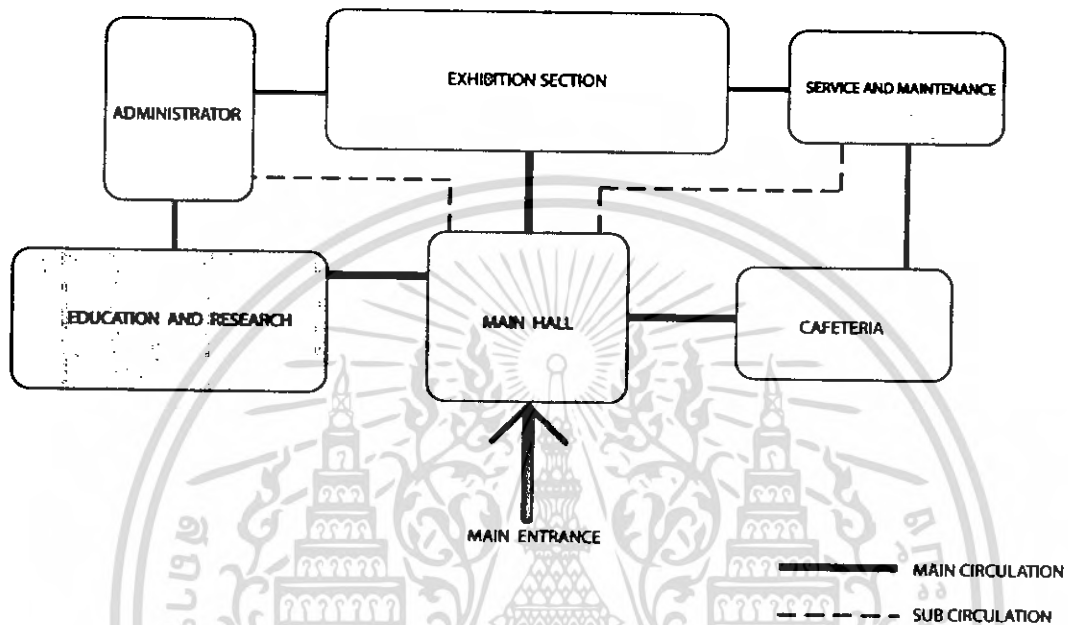 EXHIBITION SECTION
SERVICE AND MAINTENANCE
ADMINISTRATOR
EDUCATION AND RESEARCH
MAIN HALL
CAFETERIA
MAIN ENTRANCE
MAIN CIRCULATION
SUB CIRCULATION